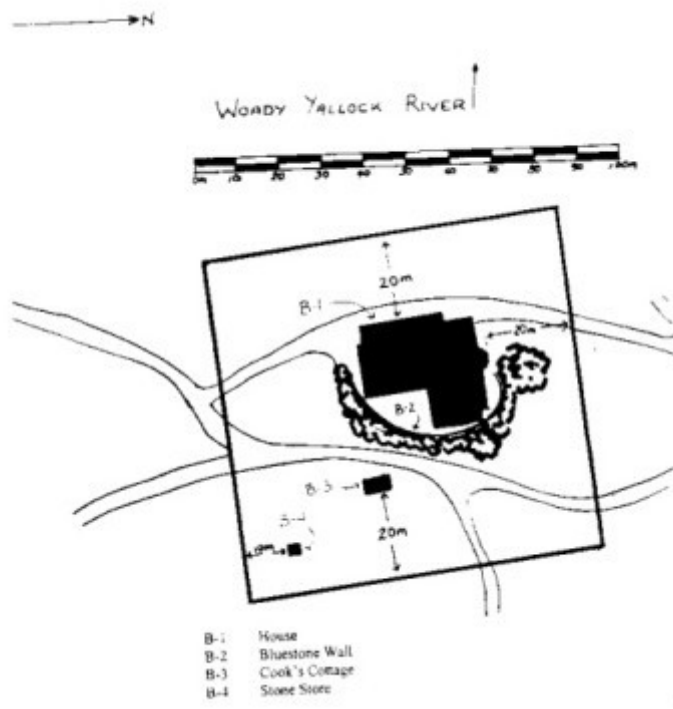 N
WOADY YALLOCK RIVER
0m 10 20 30 40 50 60 70 80 90 100m
20m
B-1
20m
B-2
B-3
20m
B-1 House
B-2 Bluestone Wall
B-3 Cook's Cottage
B-4 Stone Store